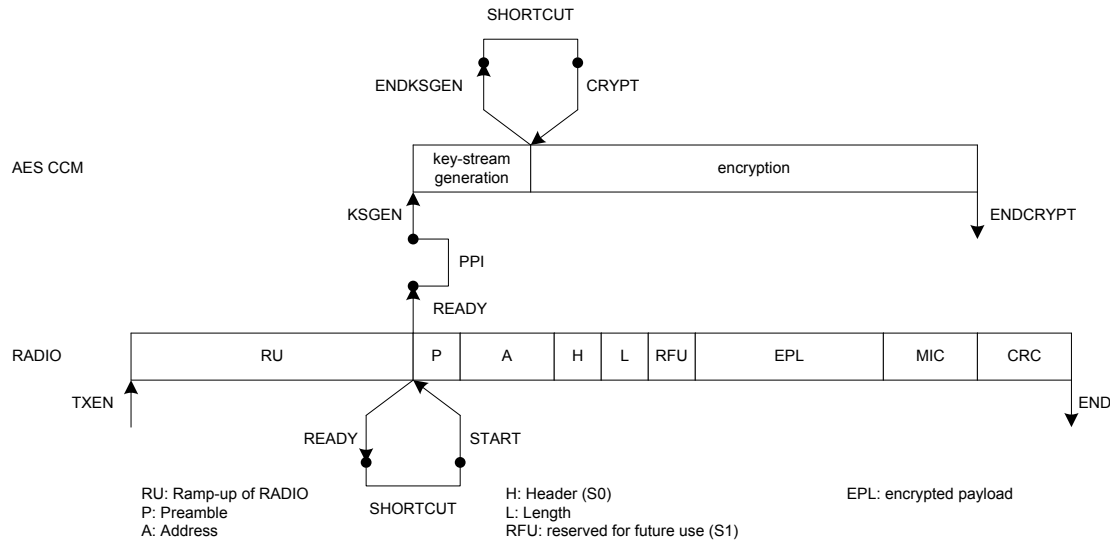 SHORTCUT
ENDKSGEN CRYPT
AES CCM
key-stream
generation
encryption
KSGEN
ENDCRYPT
PPI
READY
RADIO
RU P A H L RFU EPL MIC CRC
TXEN
END
READY
START
SHORTCUT
RU: Ramp-up of RADIO
P: Preamble
A: Address
H: Header (S0)
L: Length
RFU: reserved for future use (S1)
EPL: encrypted payload